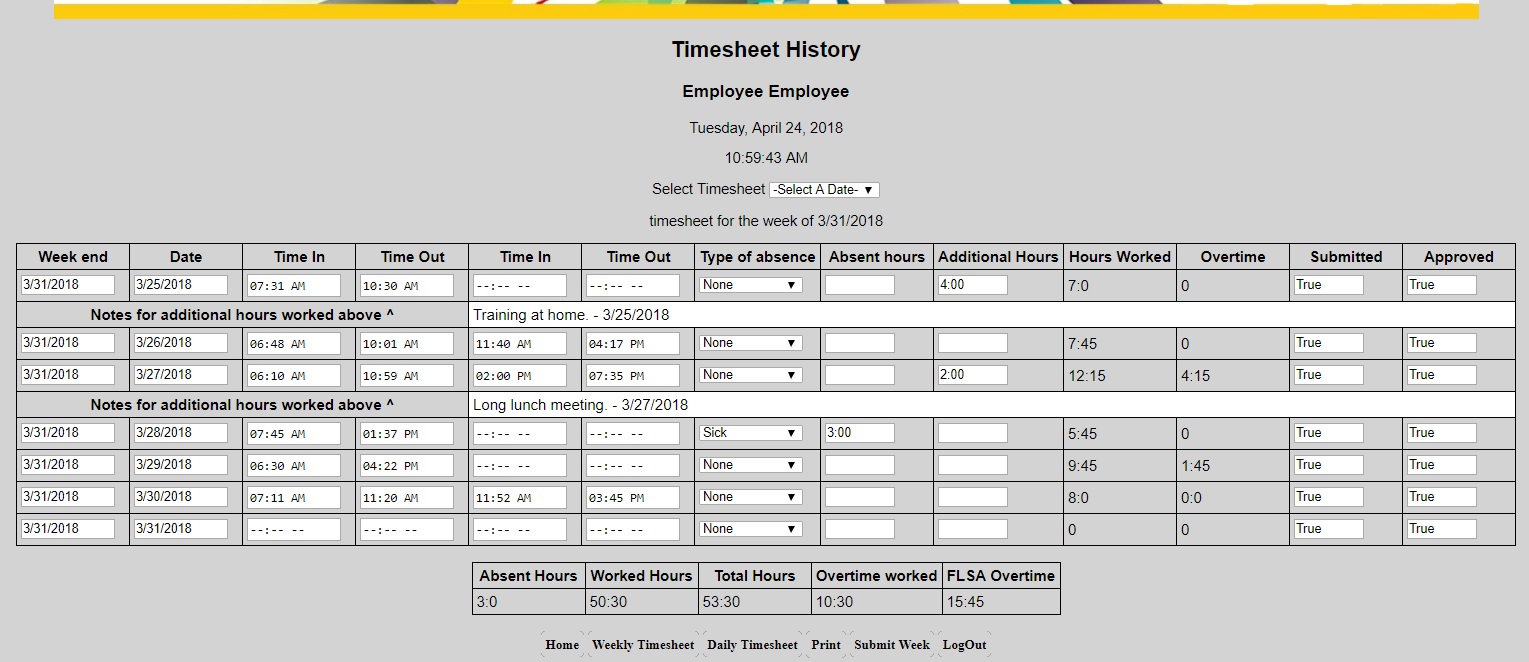 Timesheet History
Employee Employee
Tuesday, April 24, 2018
10:59:43 AM
Select Timesheet -Select A Date- ▼
timesheet for the week of 3/31/2018
Week end Date Time In Time Out Time In Time Out Type of absence Absent hours Additional Hours Hours Worked Overtime Submitted Approved
3/31/2018 3/25/2018 07:31 AM 10:30 AM --:-- -- --:-- -- None ▼ 4:00 7:0 0 True True
Notes for additional hours worked above ^ Training at home. - 3/25/2018
3/31/2018 3/26/2018 06:48 AM 10:01 AM 11:40 AM 04:17 PM None ▼ 7:45 0 True True
3/31/2018 3/27/2018 06:10 AM 10:59 AM 02:00 PM 07:35 PM None ▼ 2:00 12:15 4:15 True True
Notes for additional hours worked above ^ Long lunch meeting. - 3/27/2018
3/31/2018 3/28/2018 07:45 AM 01:37 PM --:-- -- --:-- -- Sick ▼ 3:00 5:45 0 True True
3/31/2018 3/29/2018 06:30 AM 04:22 PM --:-- -- --:-- -- None ▼ 9:45 1:45 True True
3/31/2018 3/30/2018 07:11 AM 11:20 AM 11:52 AM 03:45 PM None ▼ 8:0 0:0 True True
3/31/2018 3/31/2018 --:-- -- --:-- -- --:-- -- --:-- -- None ▼ 0 0 True True
Absent Hours Worked Hours Total Hours Overtime worked FLSA Overtime
3:0 50:30 53:30 10:30 15:45
Home Weekly Timesheet Daily Timesheet Print Submit Week LogOut